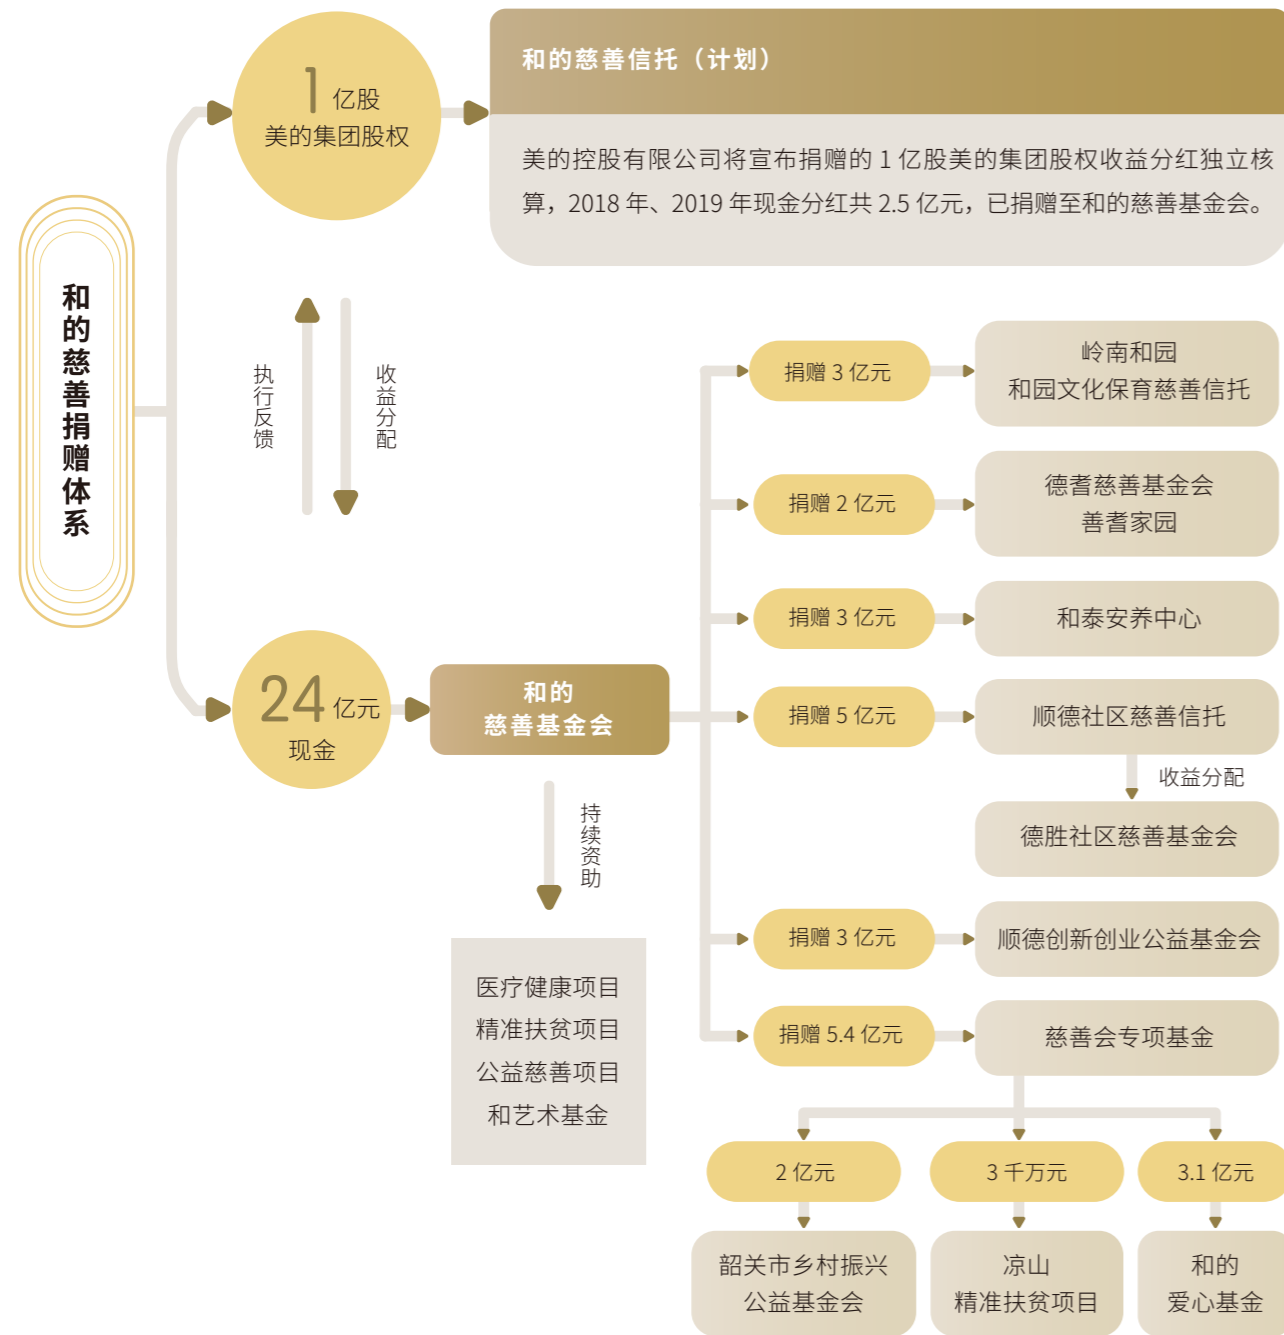 和的慈善捐赠体系
1 亿股
美的集团股权
和的慈善信托（计划）
美的控股有限公司将宣布捐赠的 1 亿股美的集团股权收益分红独立核
算，2018 年、2019 年现金分红共 2.5 亿元，已捐赠至和的慈善基金会。
执行反馈
收益分配
24 亿元
现金
和的
慈善基金会
持续资助
医疗健康项目
精准扶贫项目
公益慈善项目
和艺术基金
捐赠 3 亿元
岭南和园
和园文化保育慈善信托
捐赠 2 亿元
德耆慈善基金会
善耆家园
捐赠 3 亿元
和泰安养中心
捐赠 5 亿元
顺德社区慈善信托
收益分配
德胜社区慈善基金会
捐赠 3 亿元
顺德创新创业公益基金会
捐赠 5.4 亿元
慈善会专项基金
2 亿元
3 千万元
3.1 亿元
韶关市乡村振兴
公益基金会
凉山
精准扶贫项目
和的
爱心基金